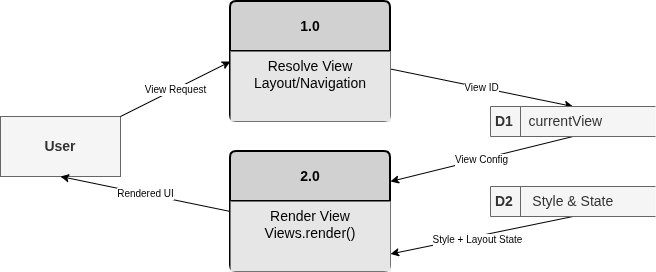 1.0
Resolve View
Layout/Navigation
View Request
View ID
D1 currentView
User
View Config
2.0
Rendered UI
D2 Style & State
Render View
Views.render()
Style + Layout State